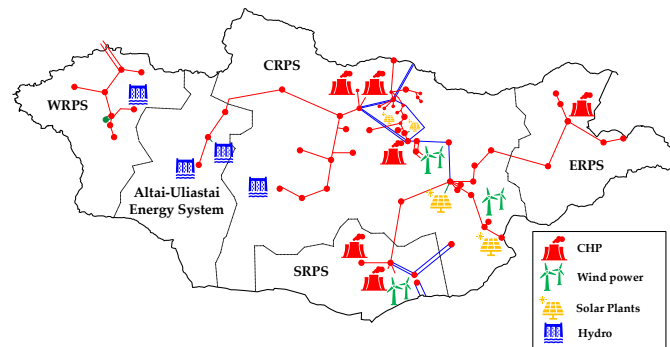 CRPS
WRPS
Altai-Uliastai
Energy System
ERPS
SRPS
CHP
Wind power
Solar Plants
Hydro